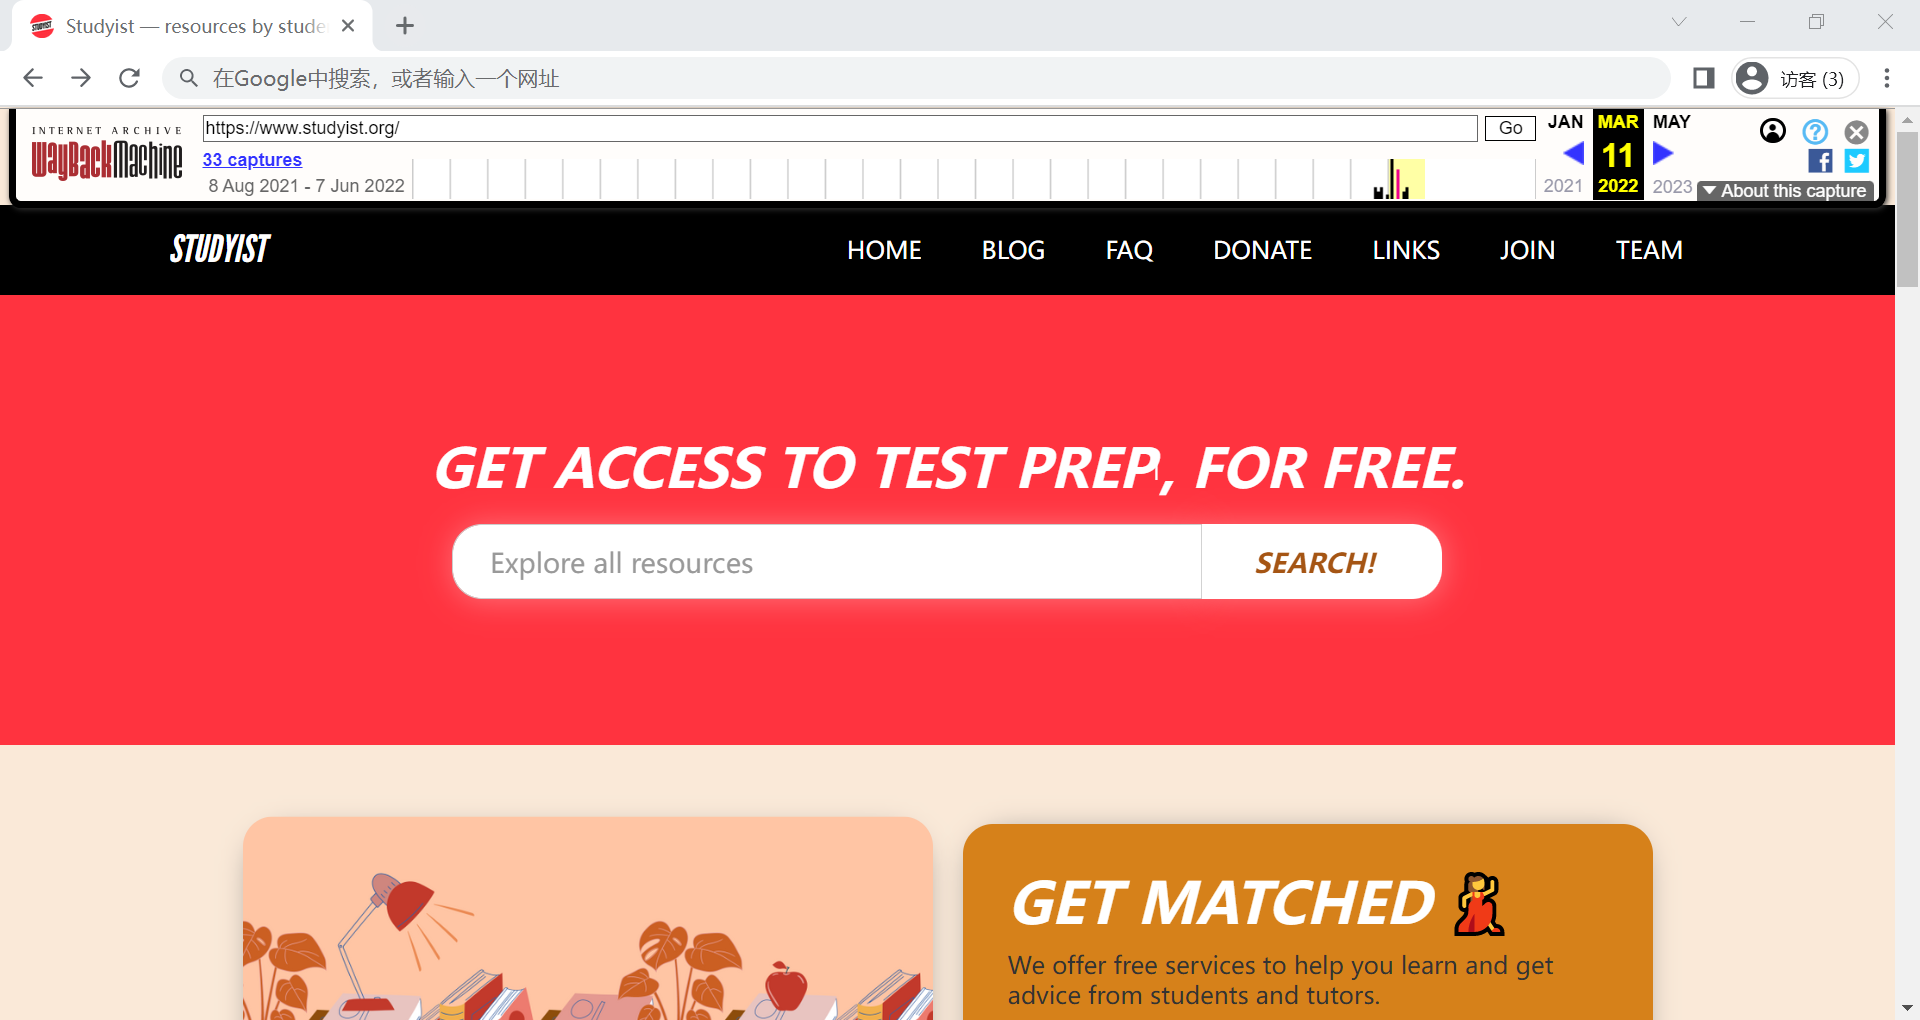 Studyist — resources by stude
在Google中搜索，或者输入一个网址
访客 (3)
INTERNET ARCHIVE
WayBackMachine
https://www.studyist.org/
Go
JAN MAR MAY
33 captures
11
8 Aug 2021 - 7 Jun 2022
2021 2022 2023
About this capture
STUDYIST
HOME BLOG FAQ DONATE LINKS JOIN TEAM
GET ACCESS TO TEST PREP, FOR FREE.
Explore all resources
SEARCH!
GET MATCHED
We offer free services to help you learn and get
advice from students and tutors.